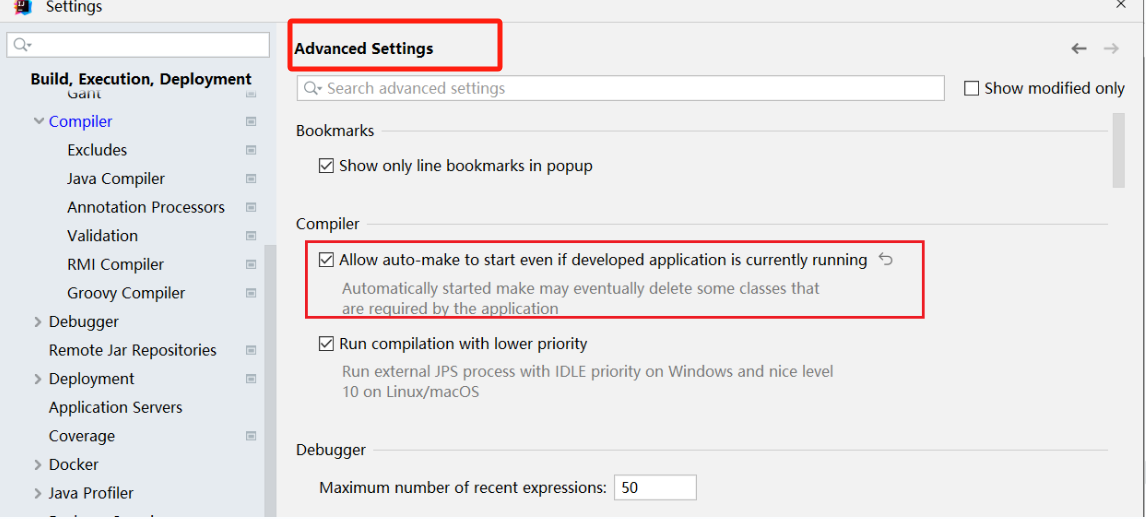 Settings
Build, Execution, Deployment
Gant
Compiler
Excludes
Java Compiler
Annotation Processors
Validation
RMI Compiler
Groovy Compiler
Debugger
Remote Jar Repositories
Deployment
Application Servers
Coverage
Docker
Java Profiler
Advanced Settings
Search advanced settings
Show modified only
Bookmarks
Show only line bookmarks in popup
Compiler
Allow auto-make to start even if developed application is currently running
Automatically started make may eventually delete some classes that
are required by the application
Run compilation with lower priority
Run external JPS process with IDLE priority on Windows and nice level
10 on Linux/macOS
Debugger
Maximum number of recent expressions: 50